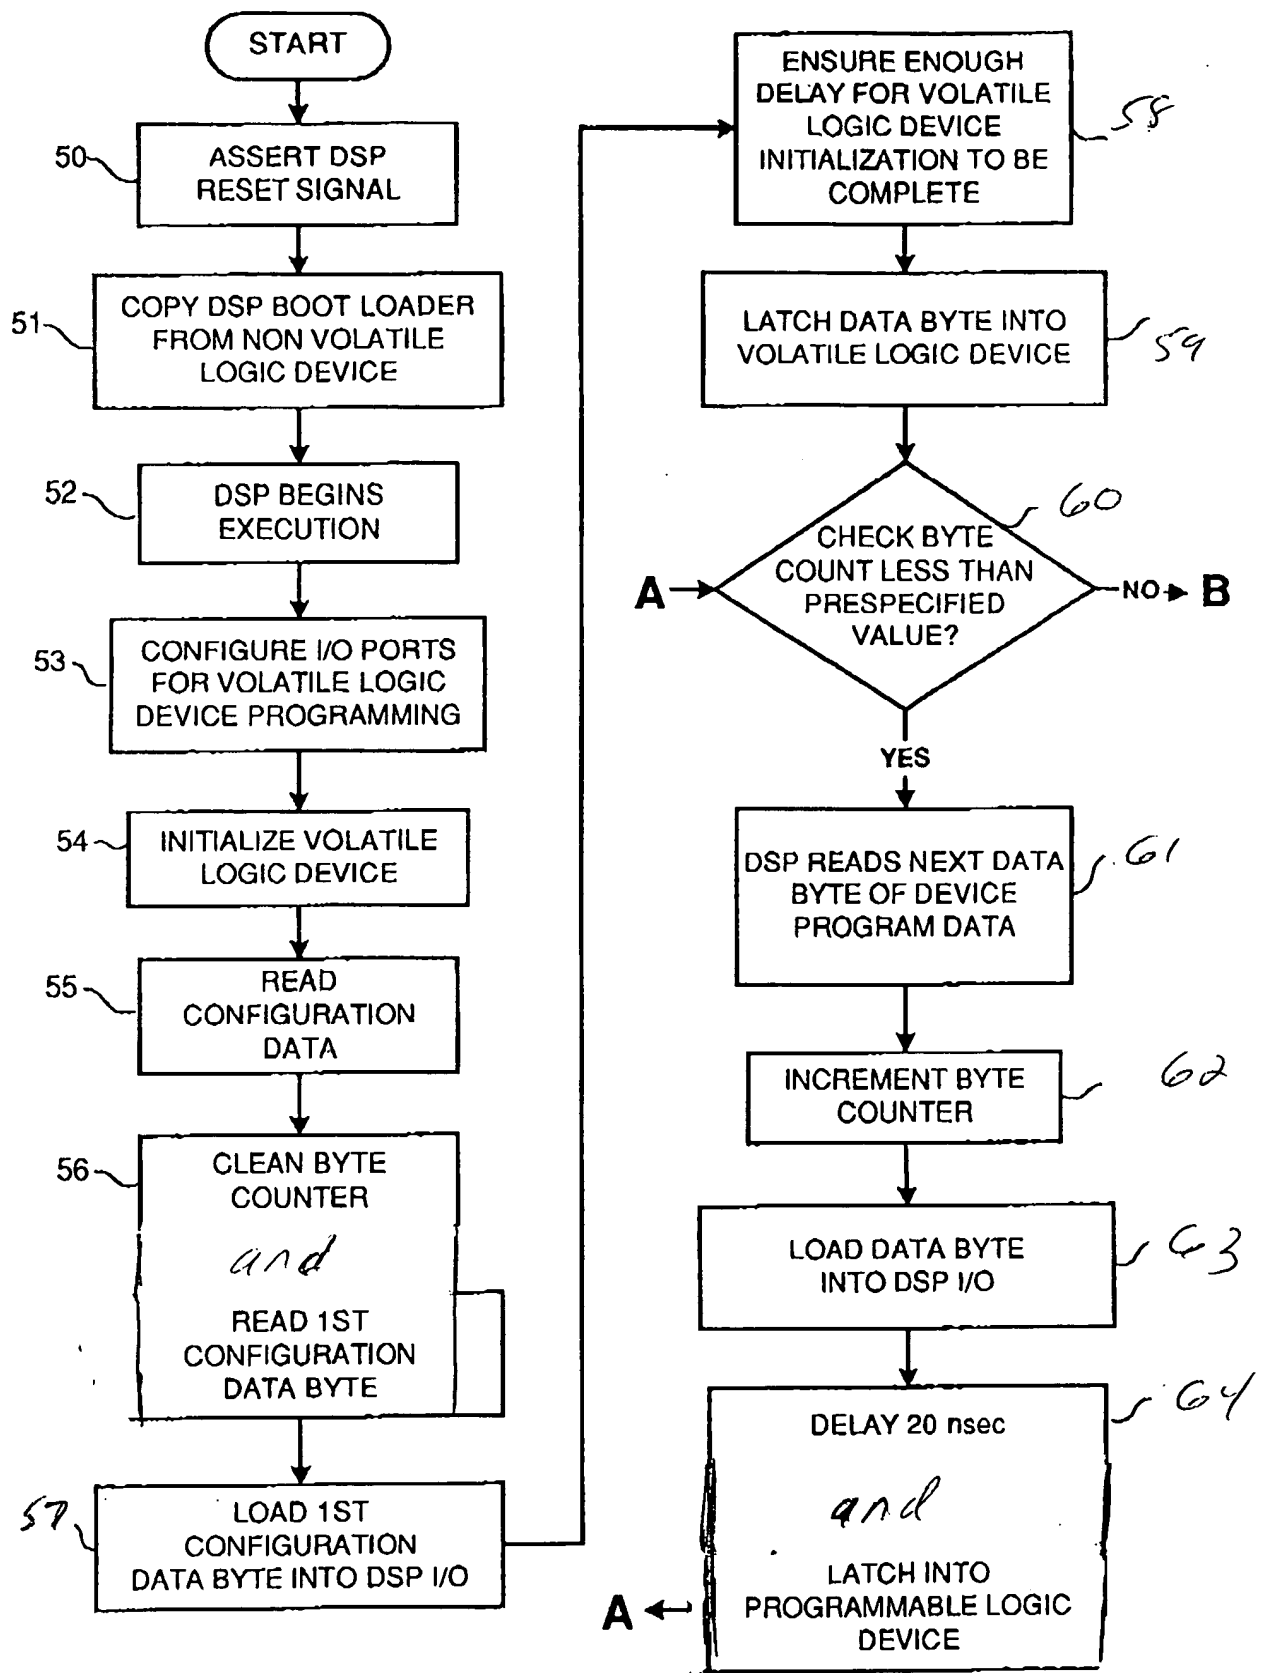 START
50
ASSERT DSP
RESET SIGNAL
51
COPY DSP BOOT LOADER
FROM NON VOLATILE
LOGIC DEVICE
52
DSP BEGINS
EXECUTION
53
CONFIGURE I/O PORTS
FOR VOLATILE LOGIC
DEVICE PROGRAMMING
54
INITIALIZE VOLATILE
LOGIC DEVICE
55
READ
CONFIGURATION
DATA
56
CLEAN BYTE
COUNTER
and
READ 1ST
CONFIGURATION
DATA BYTE
57
LOAD 1ST
CONFIGURATION
DATA BYTE INTO DSP I/O
ENSURE ENOUGH
DELAY FOR VOLATILE
LOGIC DEVICE
INITIALIZATION TO BE
COMPLETE
58
LATCH DATA BYTE INTO
VOLATILE LOGIC DEVICE
59
60
CHECK BYTE
COUNT LESS THAN
PRESPECIFIED
VALUE?
A
NO
B
YES
DSP READS NEXT DATA
BYTE OF DEVICE
PROGRAM DATA
61
INCREMENT BYTE
COUNTER
62
LOAD DATA BYTE
INTO DSP I/O
63
DELAY 20 nsec
64
and
LATCH INTO
PROGRAMMABLE LOGIC
DEVICE
A